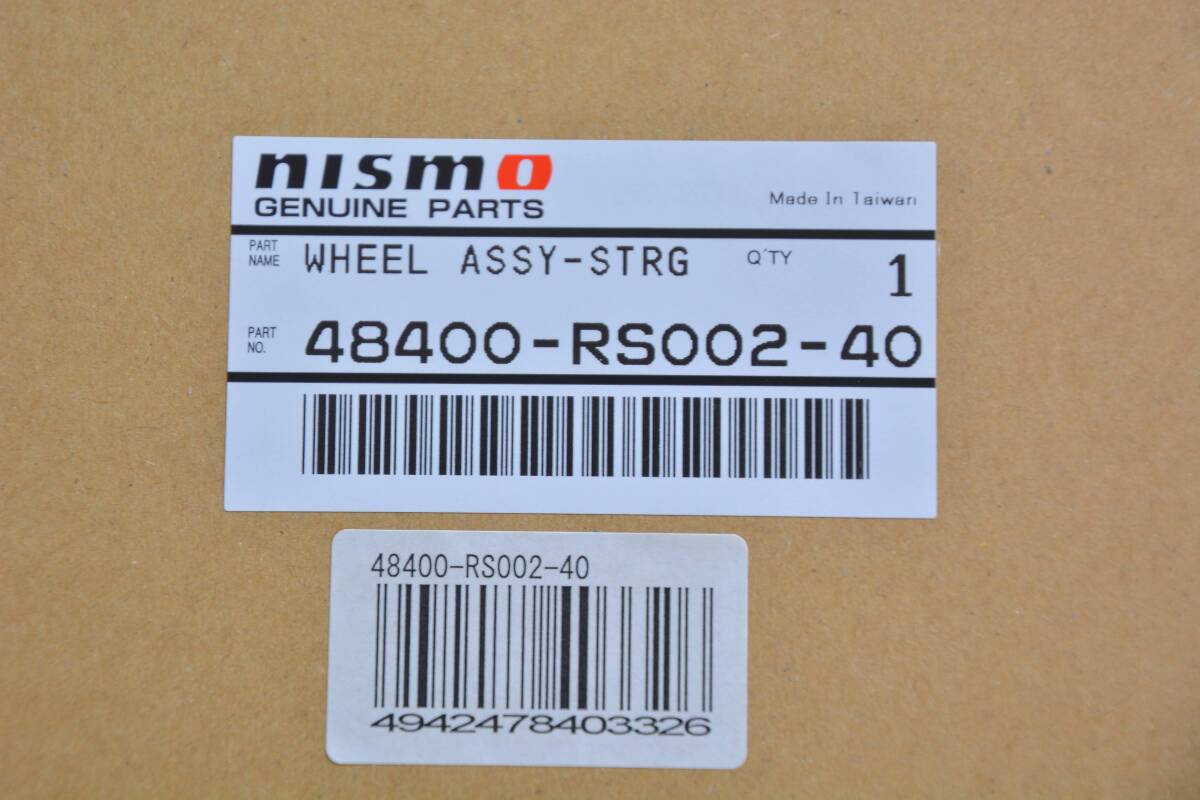 nismo
GENUINE PARTS
Made In Taiwan
PART NAME WHEEL ASSY-STRG Q'TY 1
PART NO. 48400-RS002-40
48400-RS002-40
4942478403326